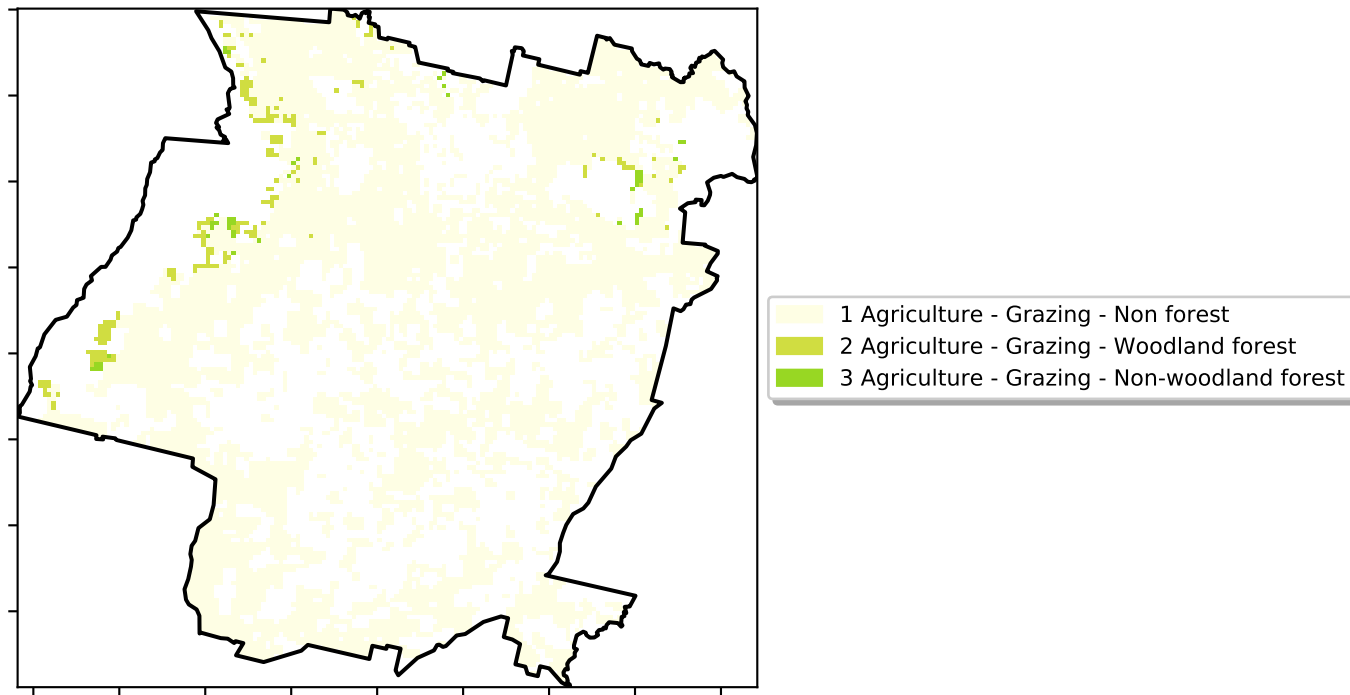 1 Agriculture - Grazing - Non forest
2 Agriculture - Grazing - Woodland forest
3 Agriculture - Grazing - Non-woodland forest